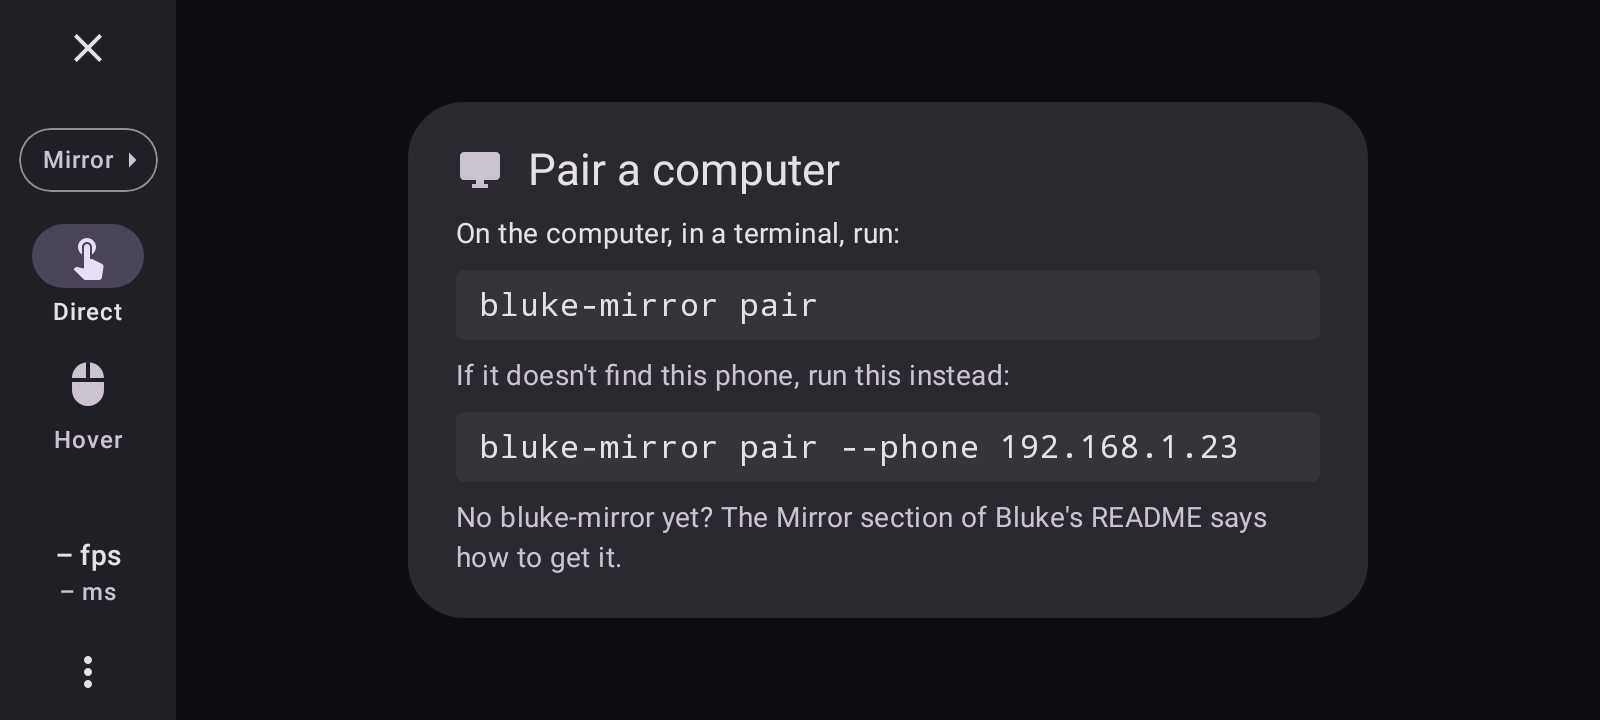 Mirror
Direct
Hover
– fps
– ms
Pair a computer
On the computer, in a terminal, run:
bluke-mirror pair
If it doesn't find this phone, run this instead:
bluke-mirror pair --phone 192.168.1.23
No bluke-mirror yet? The Mirror section of Bluke's README says
how to get it.